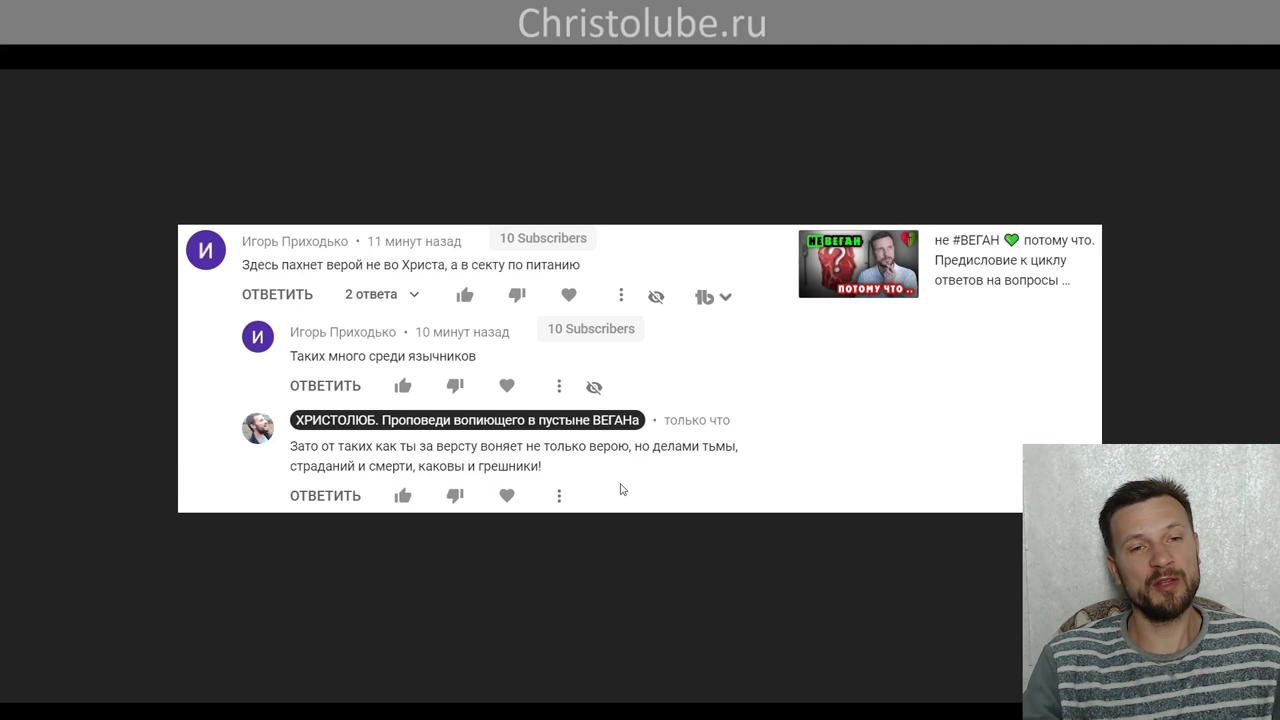 Christolube.ru
И
Игорь Приходько • 11 минут назад 10 Subscribers
Здесь пахнет верой не во Христа, а в секту по питанию
ОТВЕТИТЬ 2 ответа
НЕ ВЕГАН
?
ПОТОМУ ЧТО ..
не #ВЕГАН 💚 потому что.
Предисловие к циклу
ответов на вопросы ...
И
Игорь Приходько • 10 минут назад 10 Subscribers
Таких много среди язычников
ОТВЕТИТЬ
ХРИСТОЛЮБ. Проповеди вопиющего в пустыне ВЕГАНа • только что
Зато от таких как ты за версту воняет не только верою, но делами тьмы,
страданий и смерти, каковы и грешники!
ОТВЕТИТЬ